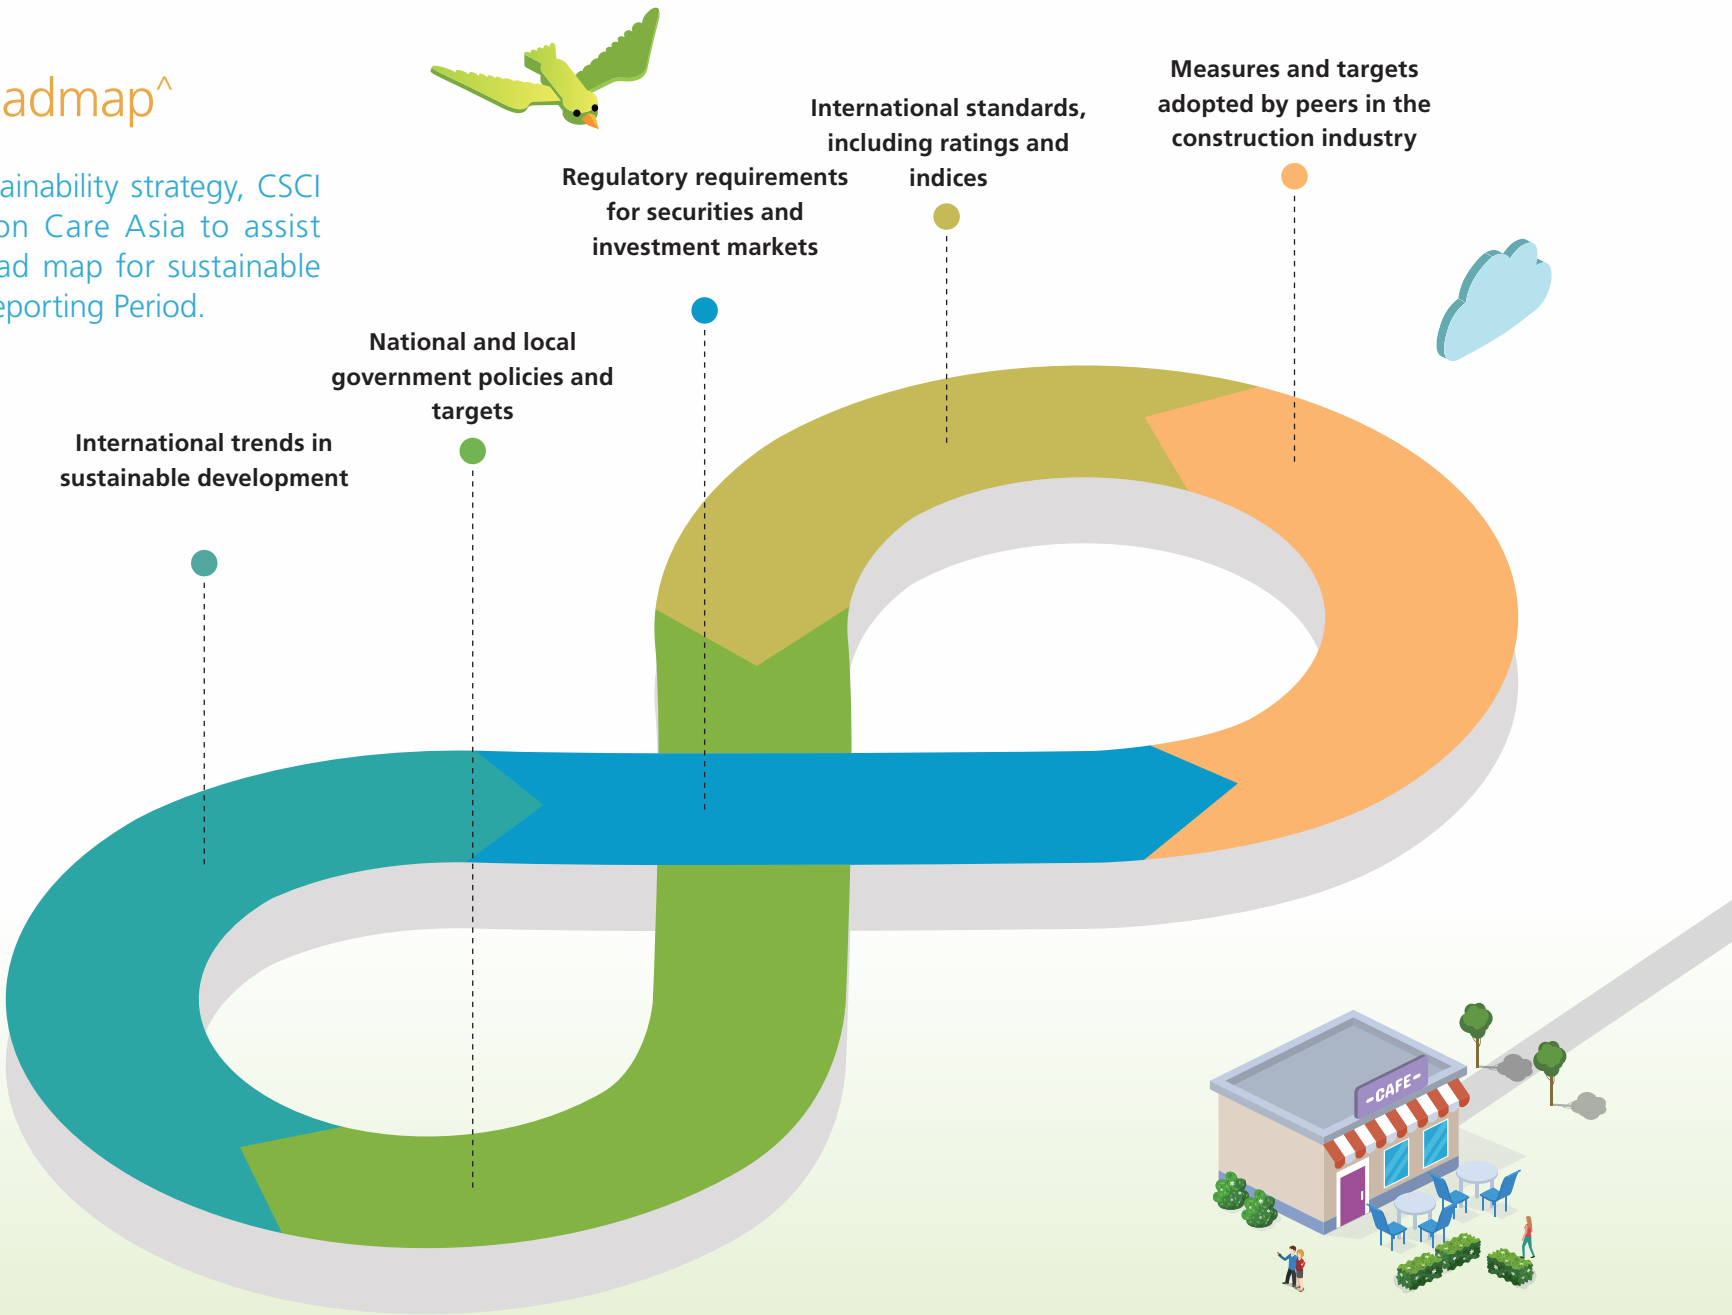 admap^
ainability strategy, CSCI
on Care Asia to assist
ad map for sustainable
eporting Period.
International trends in
sustainable development
National and local
government policies and
targets
Regulatory requirements
for securities and
investment markets
International standards,
including ratings and
indices
Measures and targets
adopted by peers in the
construction industry
-CAFE-